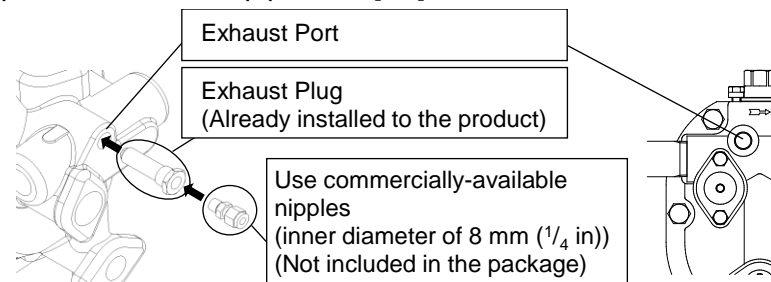 Exhaust Port
Exhaust Plug
(Already installed to the product)
Use commercially-available
nipples
(inner diameter of 8 mm (1/4 in))
(Not included in the package)